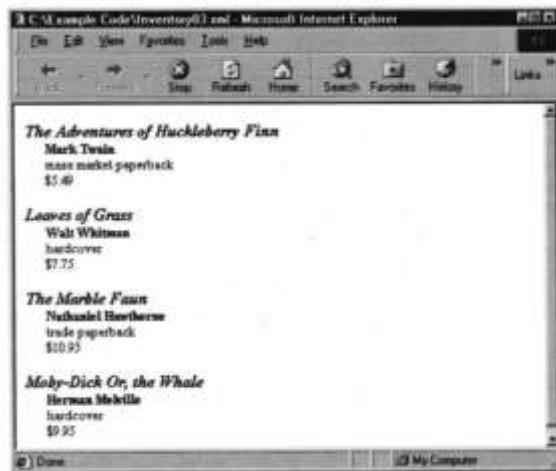 C:\Example Code\Inventory03.xml - Microsoft Internet Explorer
File Edit View Favorites Tools Help
Back Forward Stop Refresh Home Search Favorites History » Links »
The Adventures of Huckleberry Finn
Mark Twain
mass market paperback
$5.49
Leaves of Grass
Walt Whitman
hardcover
$7.75
The Marble Faun
Nathaniel Hawthorne
trade paperback
$10.95
Moby-Dick Or, the Whale
Herman Melville
hardcover
$9.95
Done My Computer